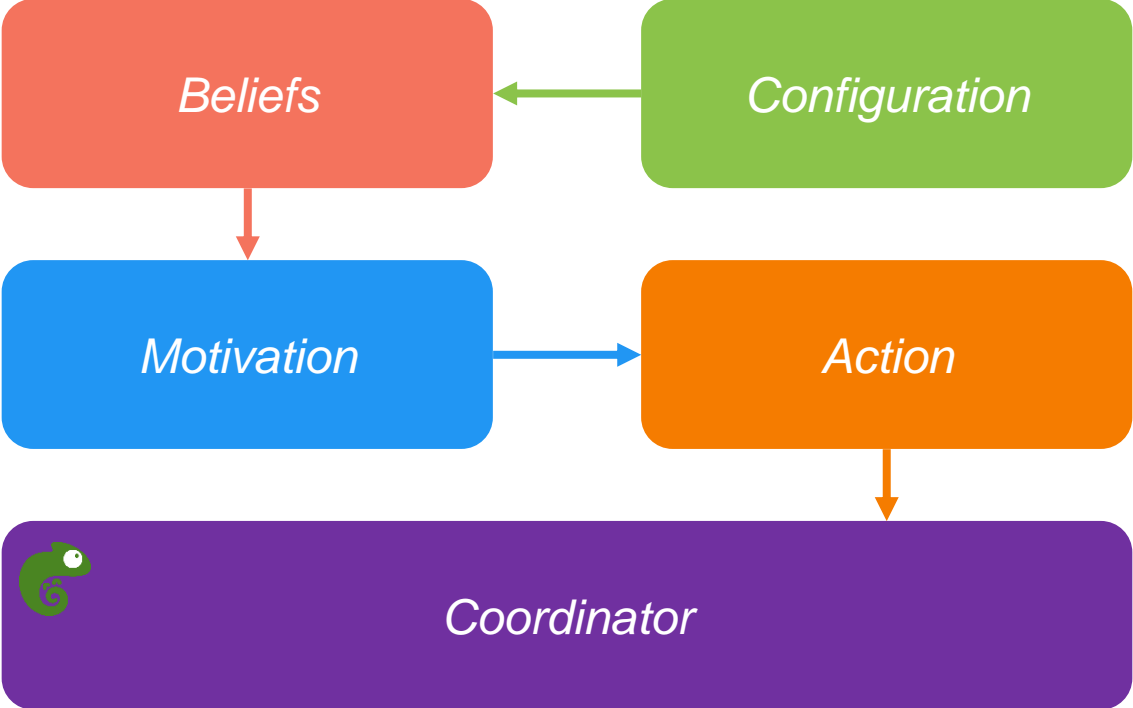 Beliefs
Configuration
Motivation
Action
Coordinator